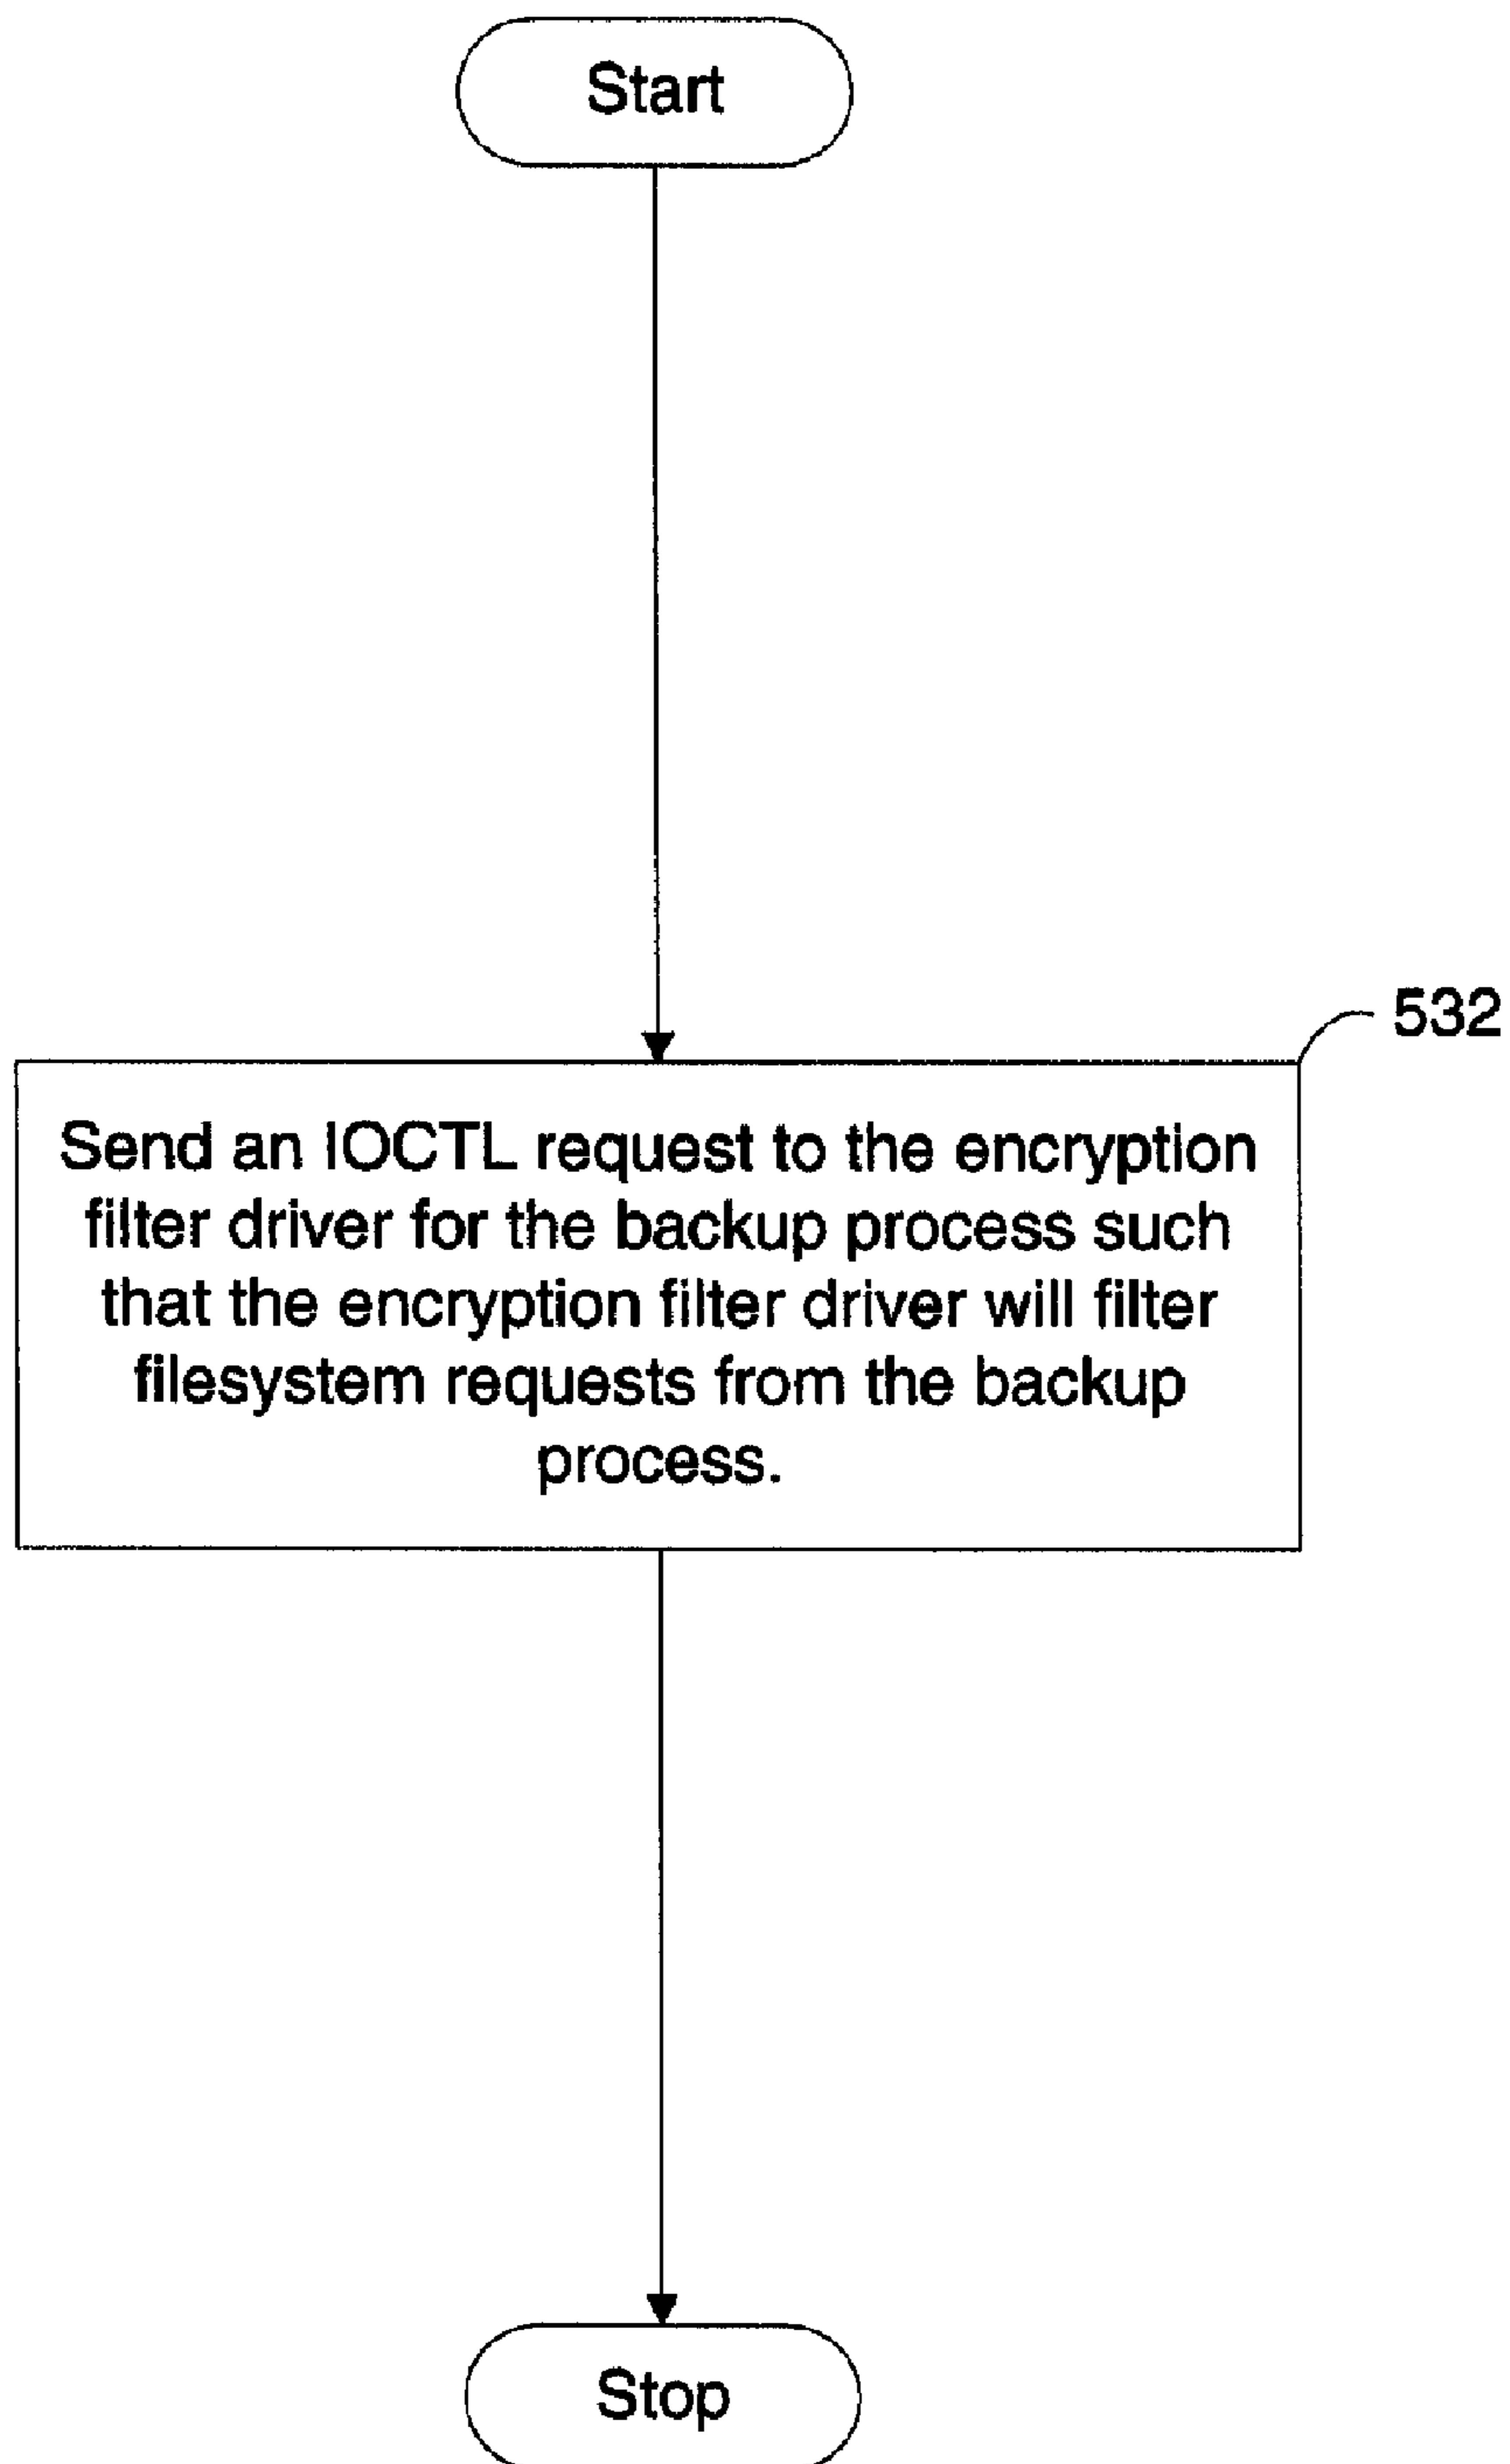 Start
532
Send an IOCTL request to the encryption
filter driver for the backup process such
that the encryption filter driver will filter
filesystem requests from the backup
process.
Stop